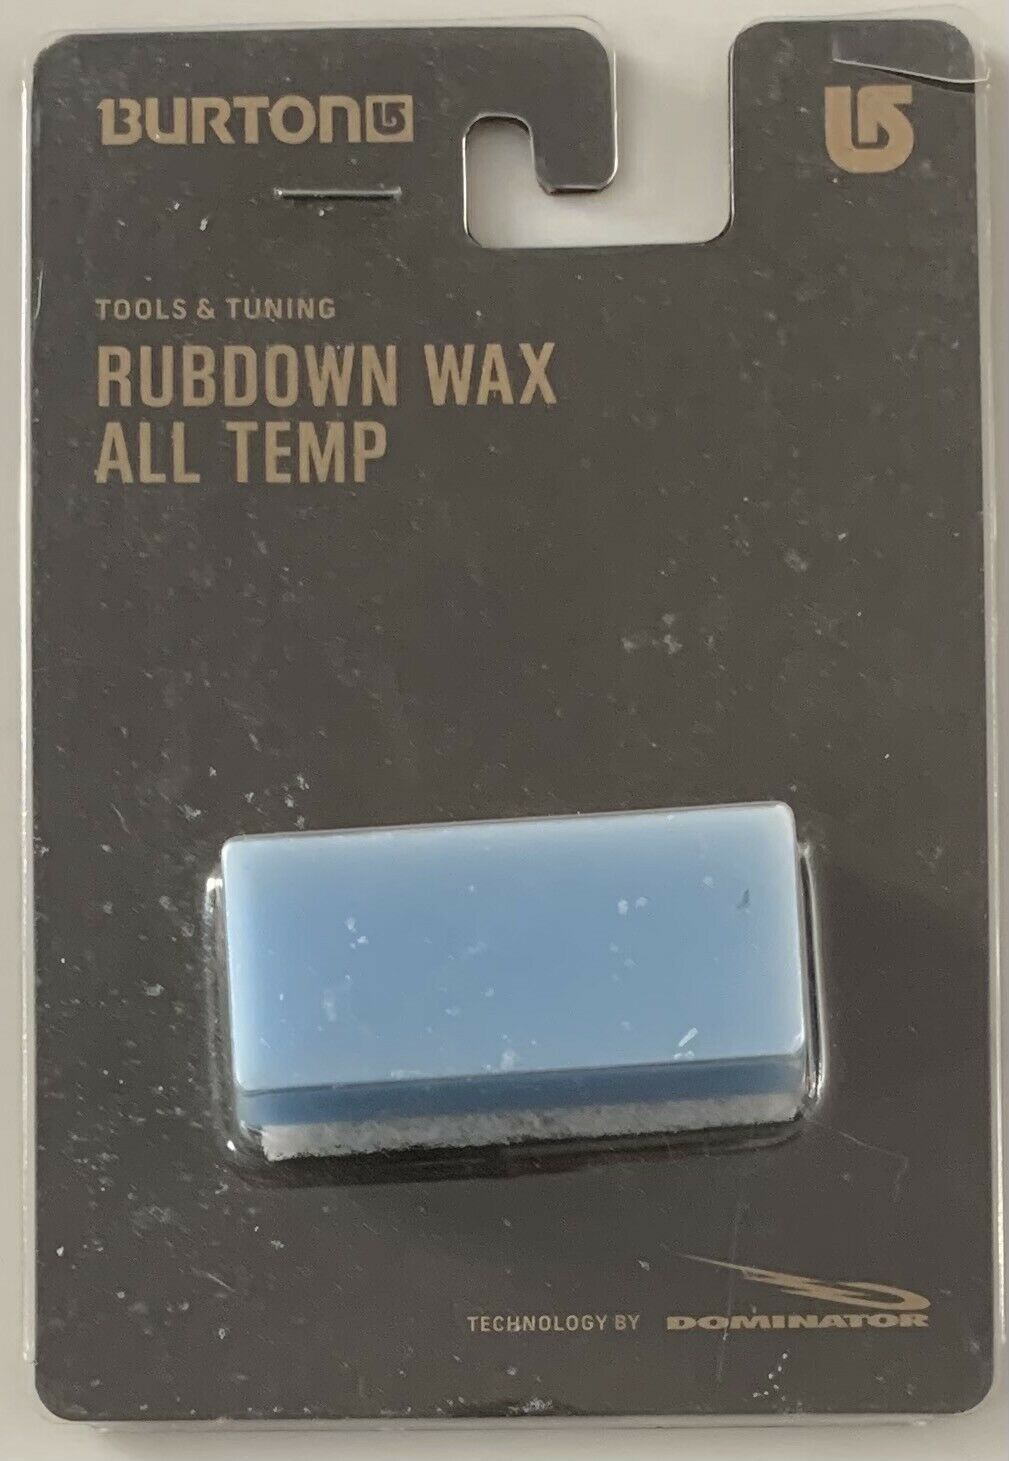 BURTON
TOOLS & TUNING
RUBDOWN WAX
ALL TEMP
TECHNOLOGY BY DOMINATOR